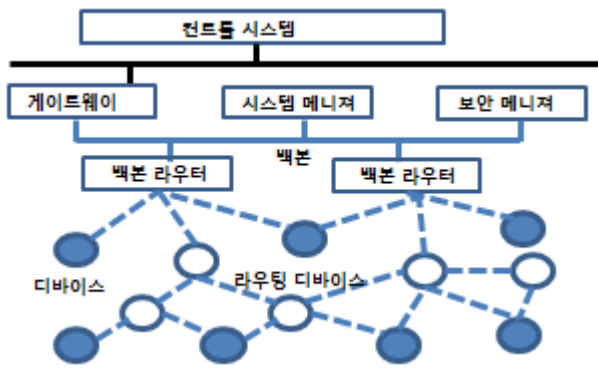 컨트롤 시스템
게이트웨이
시스템 메니져
보안 메니져
백본
백본 라우터
백본 라우터
디바이스
라우팅 디바이스